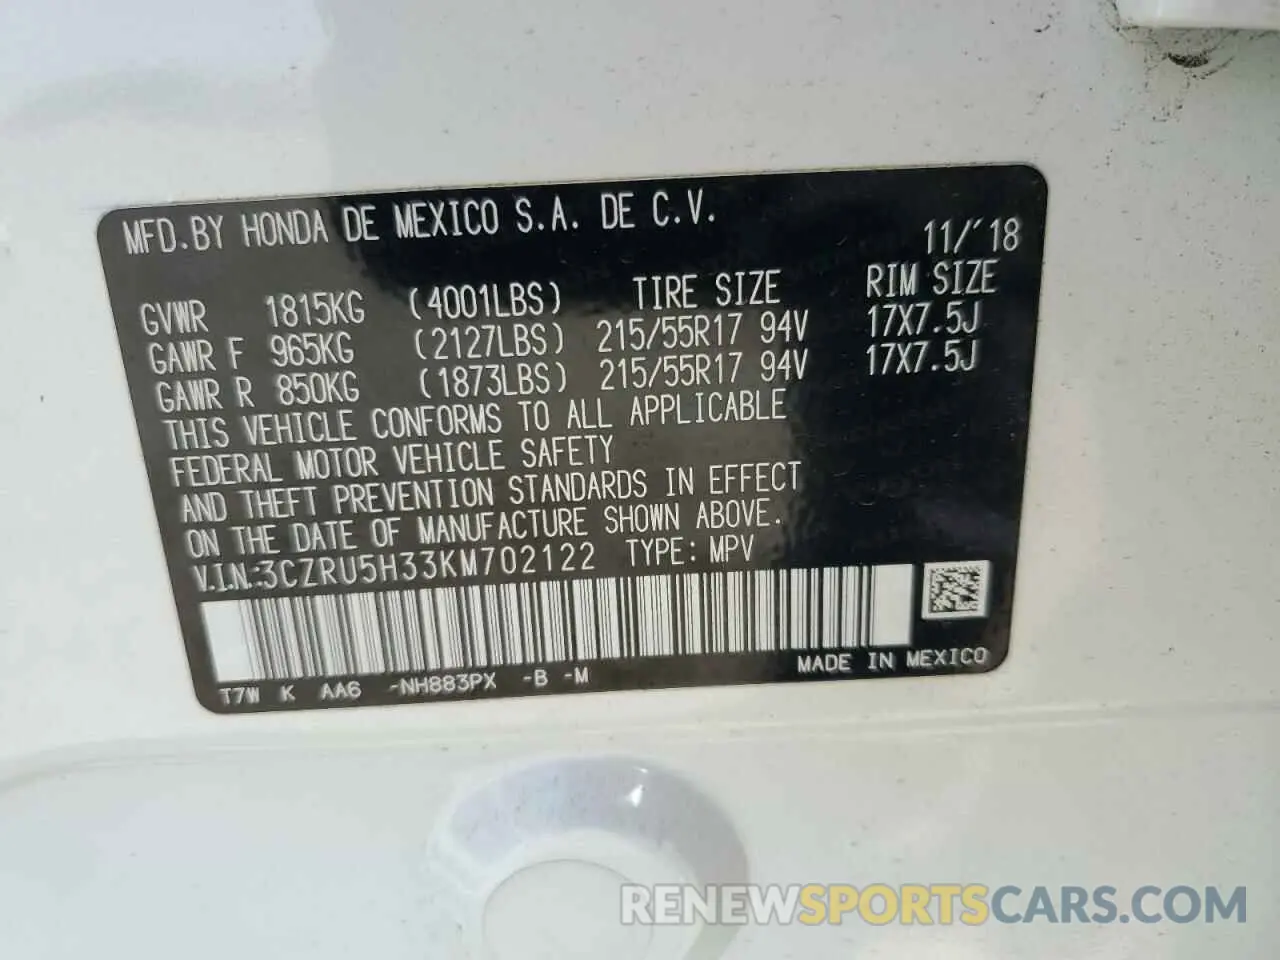 MFD.BY HONDA DE MEXICO S.A. DE C.V.
11/´18
TIRE SIZE RIM SIZE
GVWR 1815KG (4001LBS)
GAWR F 965KG (2127LBS) 215/55R17 94V 17X7.5J
GAWR R 850KG (1873LBS) 215/55R17 94V 17X7.5J
THIS VEHICLE CONFORMS TO ALL APPLICABLE
FEDERAL MOTOR VEHICLE SAFETY
AND THEFT PREVENTION STANDARDS IN EFFECT
ON THE DATE OF MANUFACTURE SHOWN ABOVE.
V.I.N.:3CZRU5H33KM702122 TYPE: MPV
MADE IN MEXICO
T7W K AA6 -NH883PX -B -M
RENEWSPORTSCARS.COM